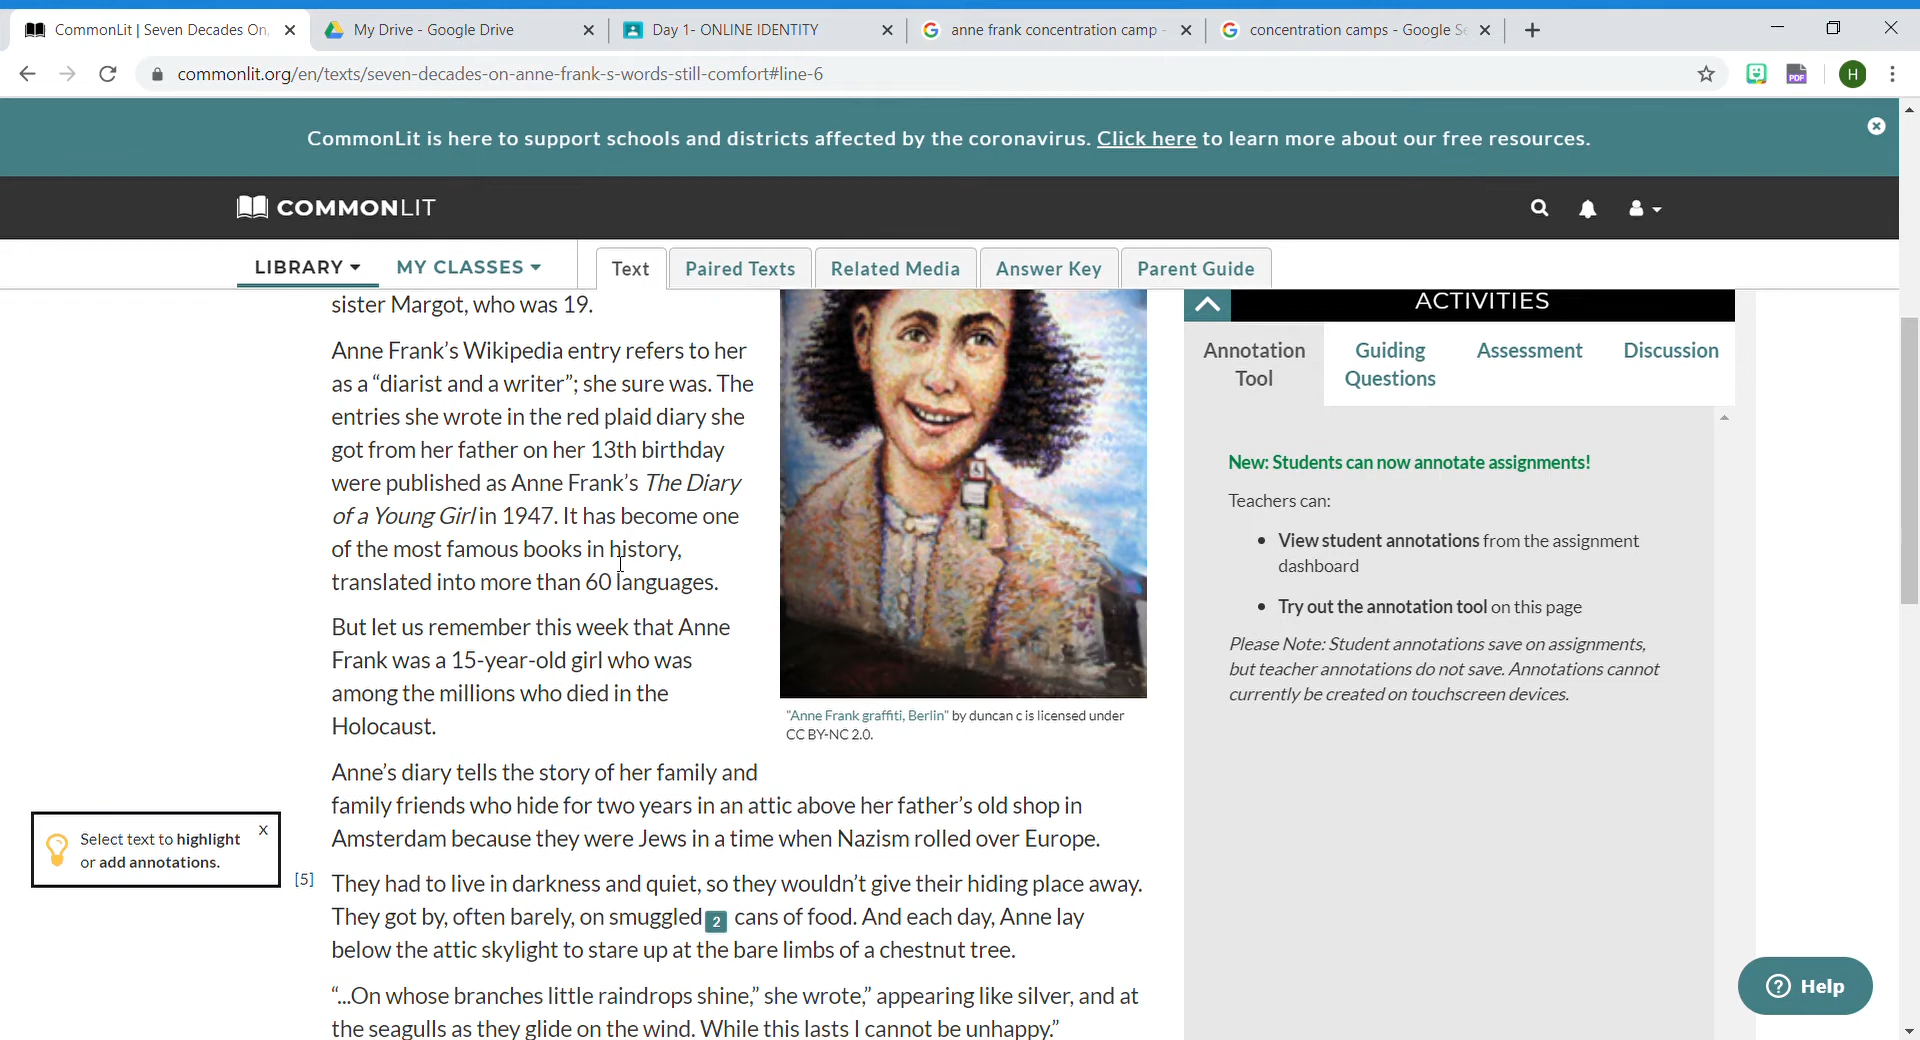 CommonLit | Seven Decades On,
My Drive - Google Drive
Day 1- ONLINE IDENTITY
anne frank concentration camp -
concentration camps - Google Se
commonlit.org/en/texts/seven-decades-on-anne-frank-s-words-still-comfort#line-6
PDF
H
CommonLit is here to support schools and districts affected by the coronavirus. Click here to learn more about our free resources.
COMMONLIT
LIBRARY
MY CLASSES
Text
Paired Texts
Related Media
Answer Key
Parent Guide
sister Margot, who was 19.
Anne Frank’s Wikipedia entry refers to her
as a “diarist and a writer”; she sure was. The
entries she wrote in the red plaid diary she
got from her father on her 13th birthday
were published as Anne Frank’s The Diary
of a Young Girl in 1947. It has become one
of the most famous books in history,
translated into more than 60 languages.
But let us remember this week that Anne
Frank was a 15-year-old girl who was
among the millions who died in the
Holocaust.
"Anne Frank graffiti, Berlin" by duncan c is licensed under
CC BY-NC 2.0.
Anne’s diary tells the story of her family and
family friends who hide for two years in an attic above her father’s old shop in
Amsterdam because they were Jews in a time when Nazism rolled over Europe.
[5] They had to live in darkness and quiet, so they wouldn’t give their hiding place away.
They got by, often barely, on smuggled 2 cans of food. And each day, Anne lay
below the attic skylight to stare up at the bare limbs of a chestnut tree.
“...On whose branches little raindrops shine,” she wrote,” appearing like silver, and at
the seagulls as they glide on the wind. While this lasts I cannot be unhappy.”
Select text to highlight X
or add annotations.
ACTIVITIES
Annotation
Tool
Guiding
Questions
Assessment
Discussion
New: Students can now annotate assignments!
Teachers can:
• View student annotations from the assignment
dashboard
• Try out the annotation tool on this page
Please Note: Student annotations save on assignments,
but teacher annotations do not save. Annotations cannot
currently be created on touchscreen devices.
? Help